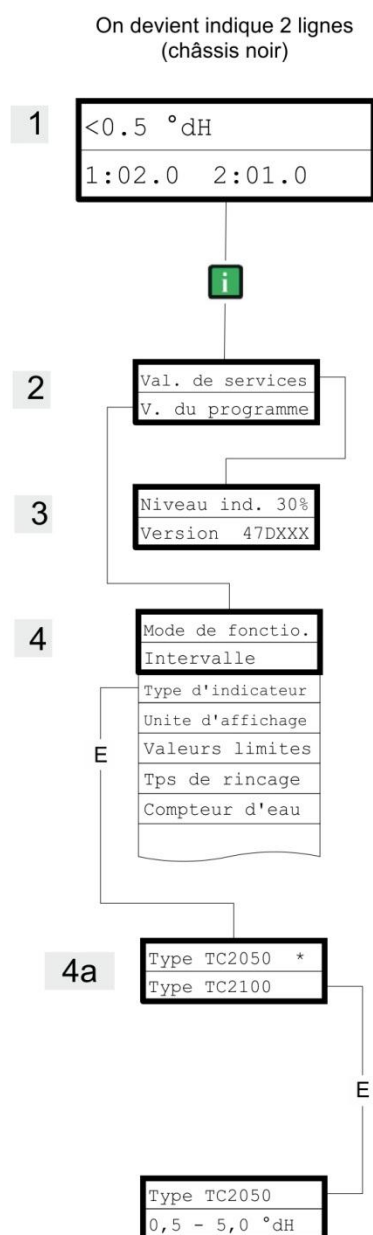 On devient indique 2 lignes
(châssis noir)
1
<0.5 °dH
1:02.0 2:01.0
i
2
Val. de services
V. du programme
3
Niveau ind. 30%
Version 47DXXX
4
Mode de fonctio.
Intervalle
Type d'indicateur
Unite d'affichage
Valeurs limites
Tps de rincage
Compteur d'eau
E
4a
Type TC2050 *
Type TC2100
E
Type TC2050
0,5 - 5,0 °dH